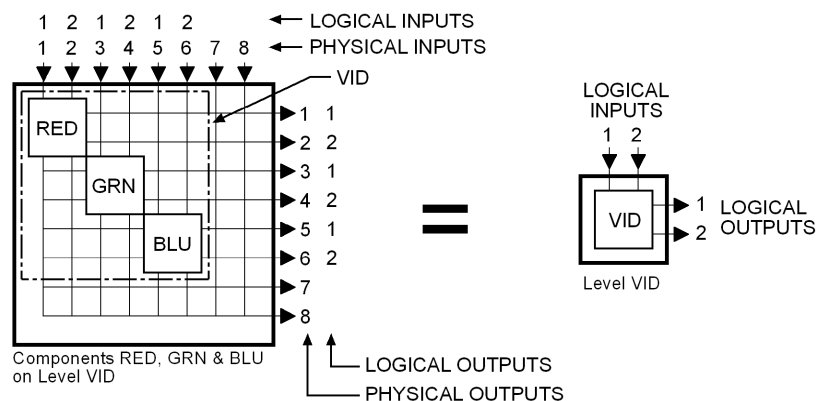 1 2 1 2 1 2 LOGICAL INPUTS
1 2 3 4 5 6 7 8 PHYSICAL INPUTS
VID
RED
GRN
BLU
1 1
2 2
3 1
4 2
5 1
6 2
7
8
LOGICAL OUTPUTS
PHYSICAL OUTPUTS
Components RED, GRN & BLU
on Level VID
=
LOGICAL
INPUTS
1 2
VID
1
2
LOGICAL
OUTPUTS
Level VID